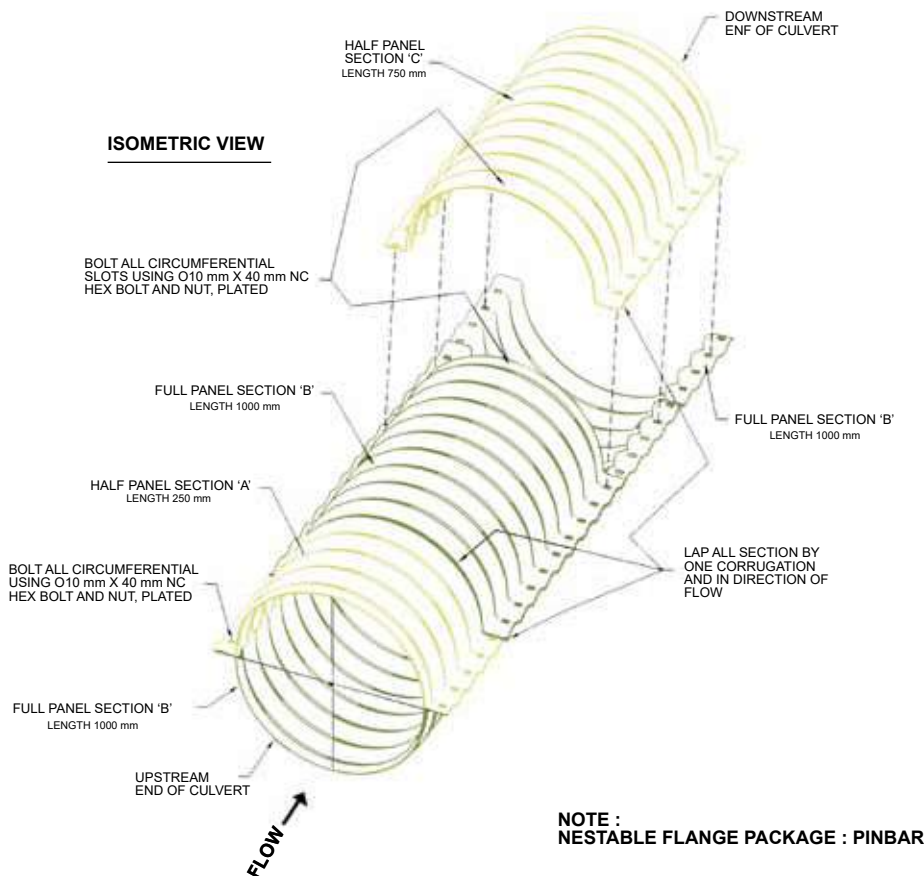 DOWNSTREAM
ENF OF CULVERT
HALF PANEL
SECTION ‘C’
LENGTH 750 mm
ISOMETRIC VIEW
BOLT ALL CIRCUMFERENTIAL
SLOTS USING O10 mm X 40 mm NC
HEX BOLT AND NUT, PLATED
FULL PANEL SECTION ‘B’
LENGTH 1000 mm
FULL PANEL SECTION ‘B’
LENGTH 1000 mm
HALF PANEL SECTION ‘A’
LENGTH 250 mm
LAP ALL SECTION BY
ONE CORRUGATION
AND IN DIRECTION OF
FLOW
BOLT ALL CIRCUMFERENTIAL
USING O10 mm X 40 mm NC
HEX BOLT AND NUT, PLATED
FULL PANEL SECTION ‘B’
LENGTH 1000 mm
UPSTREAM
END OF CULVERT
FLOW
NOTE :
NESTABLE FLANGE PACKAGE : PINBAR